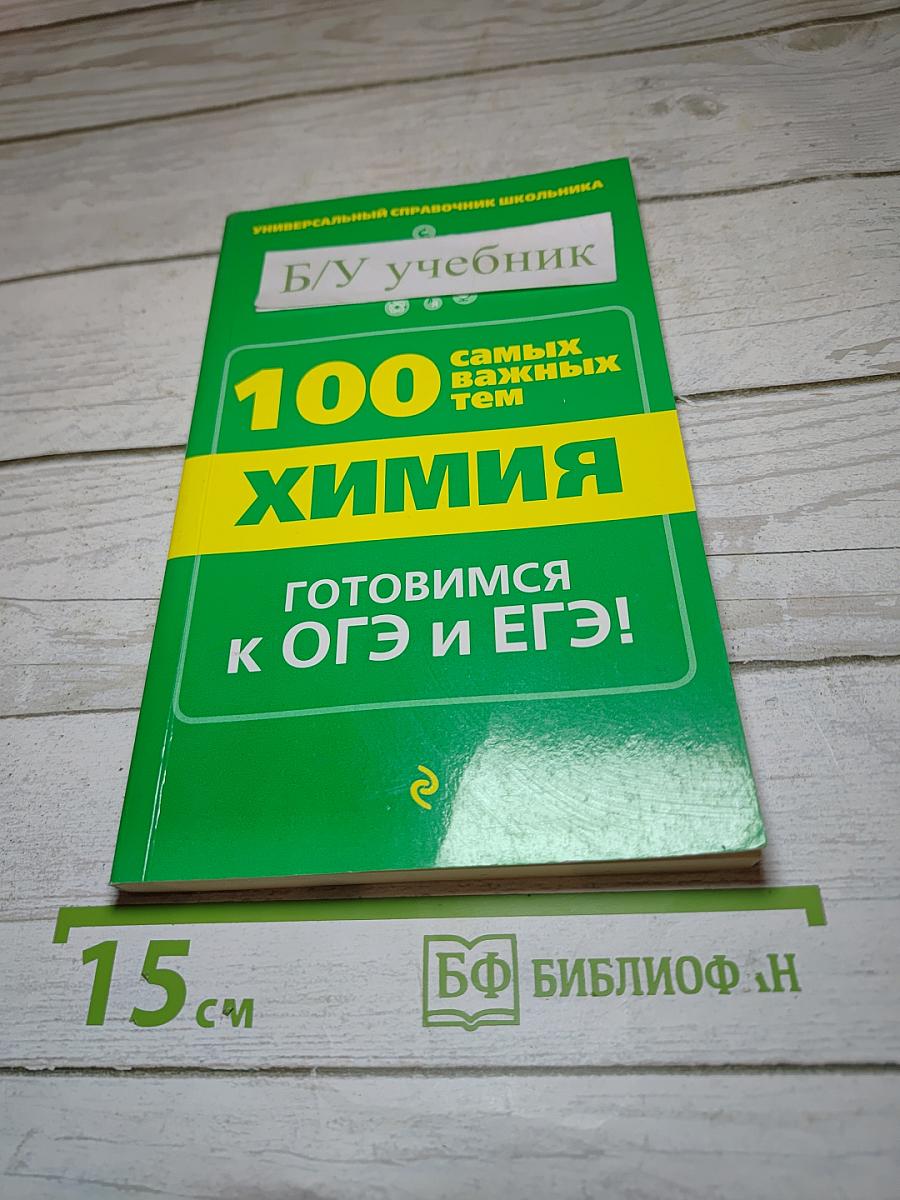 УНИВЕРСАЛЬНЫЙ СПРАВОЧНИК ШКОЛЬНИКА
Б/У учебник
100 самых
важных
тем
ХИМИЯ
ГОТОВИМСЯ
к ОГЭ и ЕГЭ!
15 см
БФ